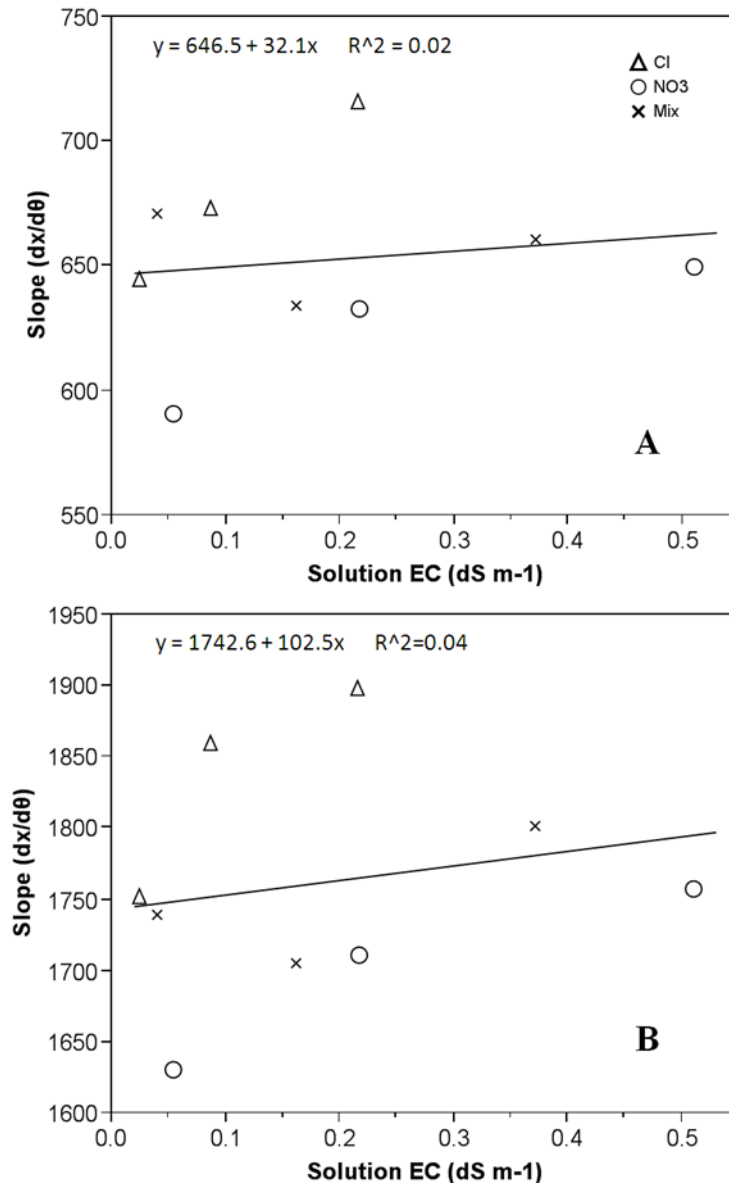 750
y = 646.5 + 32.1x R^2 = 0.02
Cl
NO3
Mix
700
650
600
550
Slope (dx/dθ)
A
0.0 0.1 0.2 0.3 0.4 0.5
Solution EC (dS m-1)
1950
y = 1742.6 + 102.5x R^2=0.04
1900
1850
1800
1750
1700
1650
1600
Slope (dx/dθ)
B
0.0 0.1 0.2 0.3 0.4 0.5
Solution EC (dS m-1)